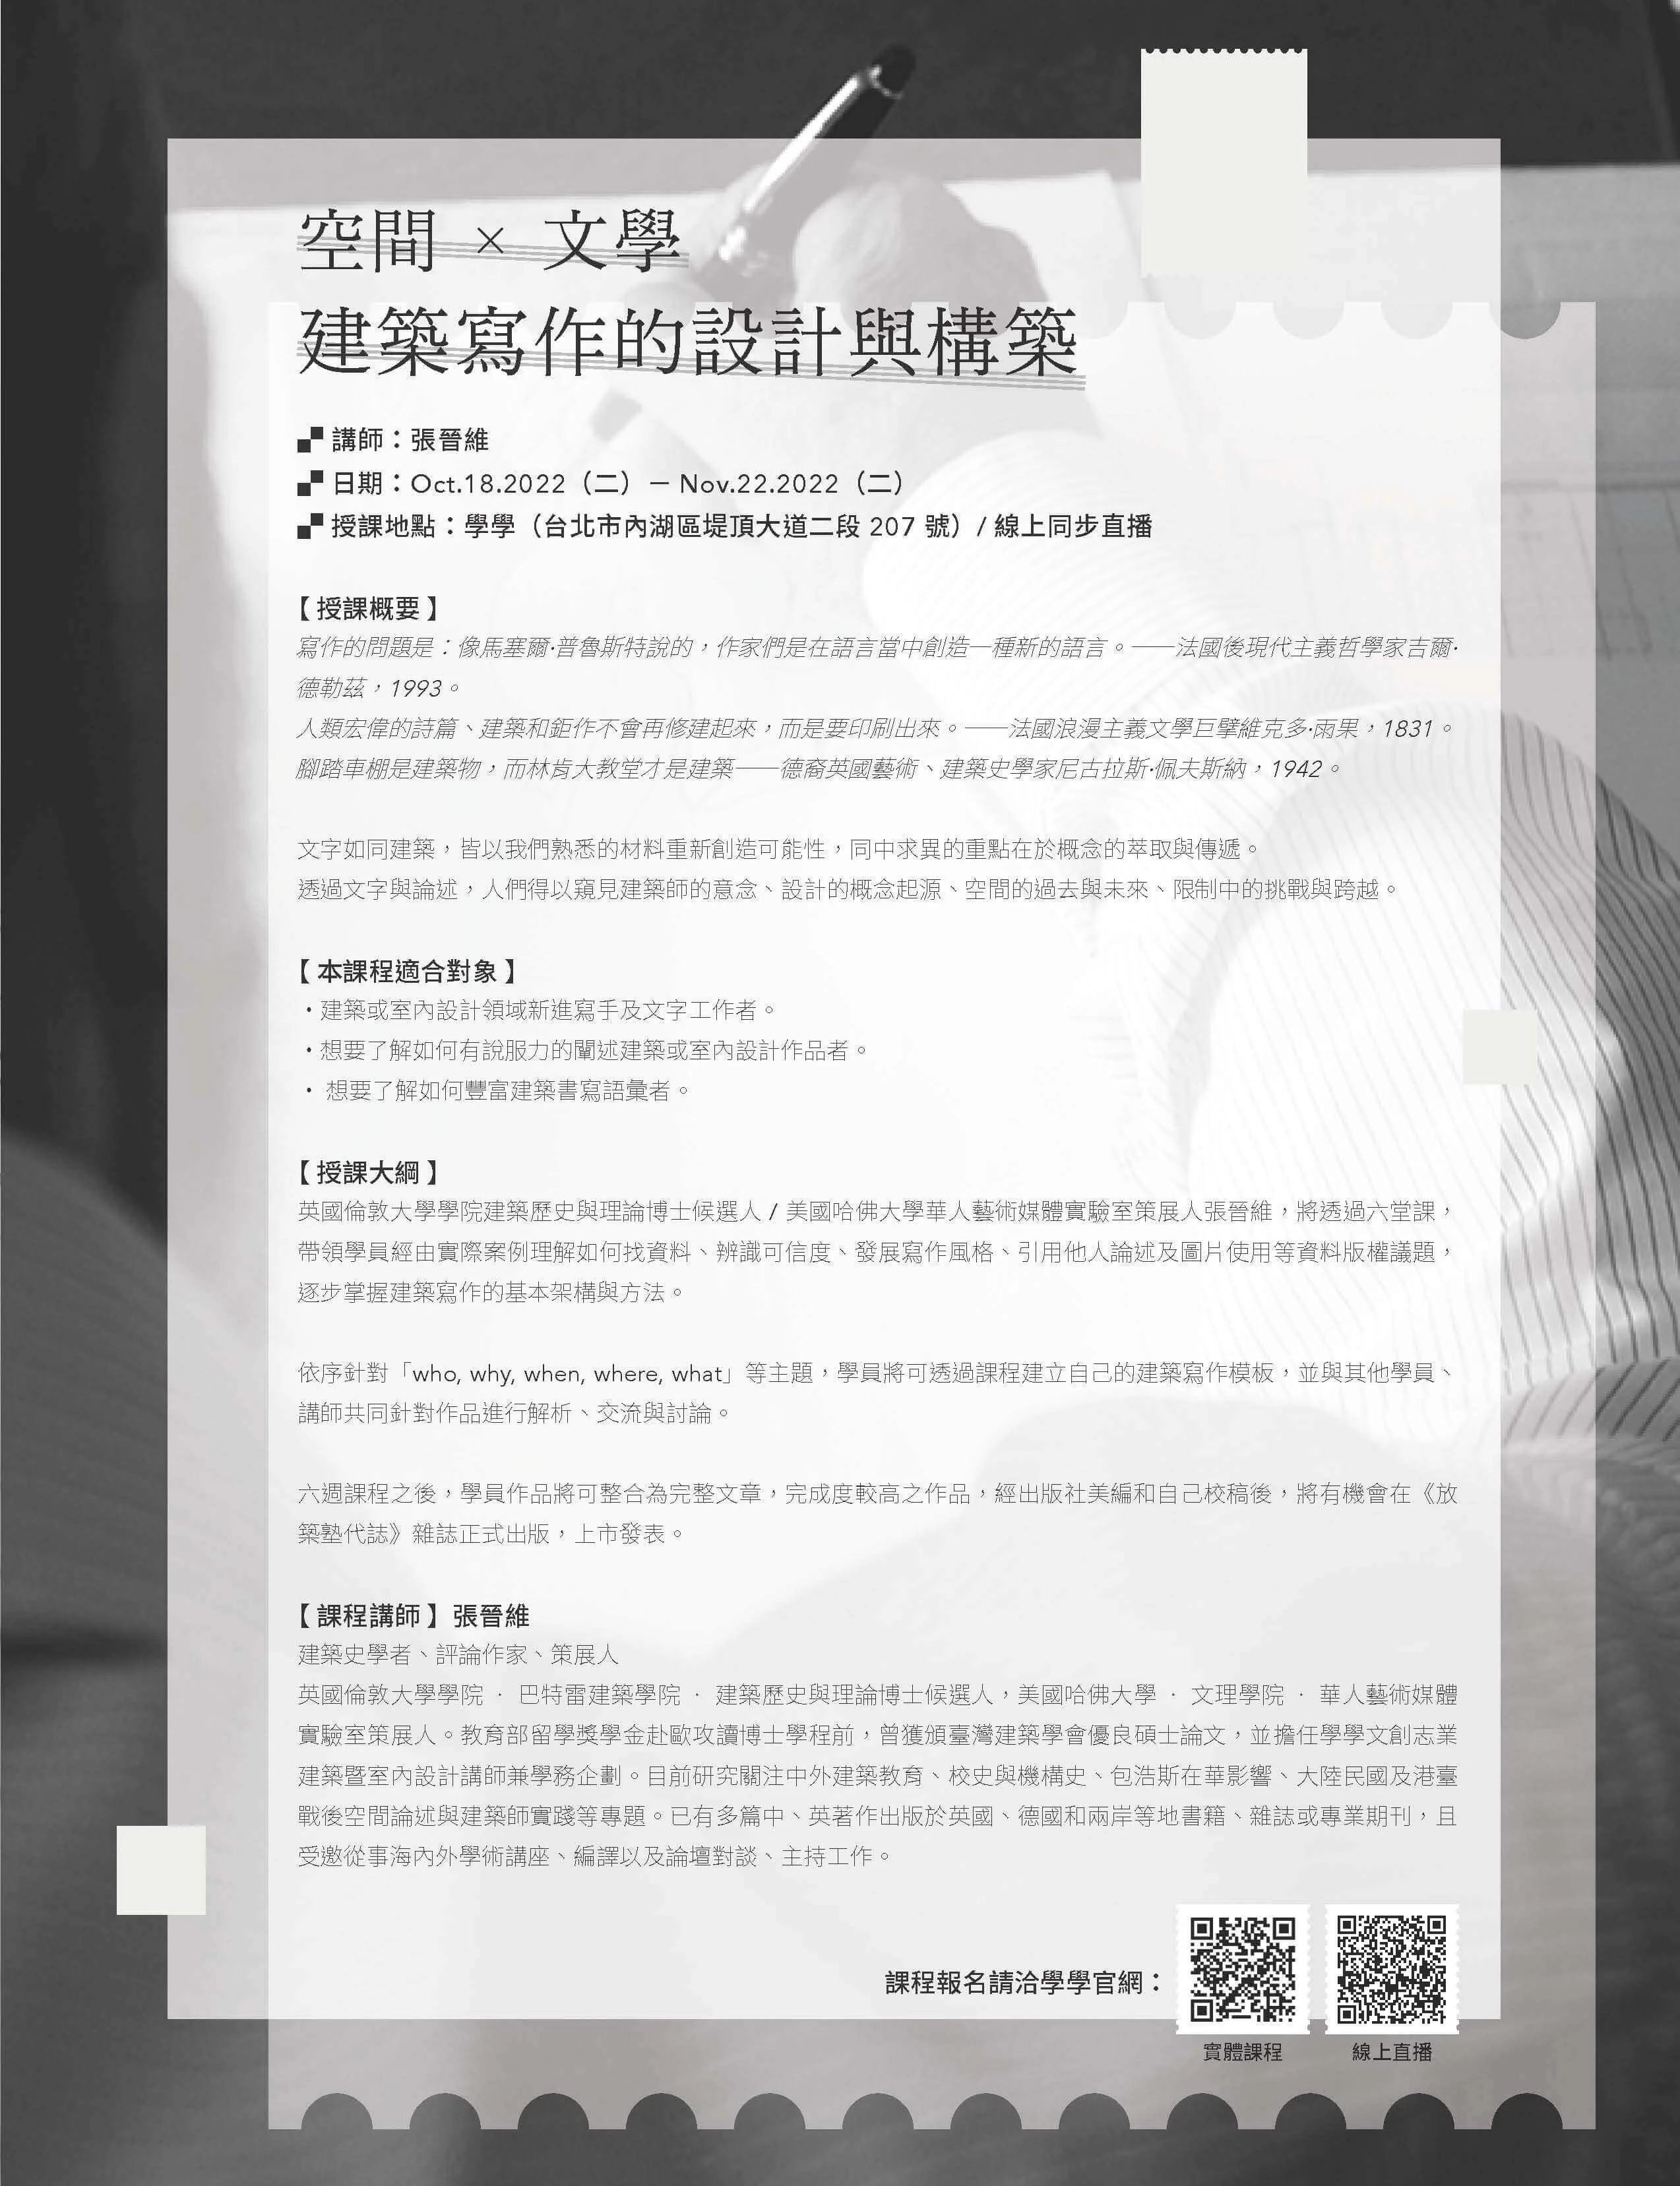 空間 × 文學
建築寫作的設計與構築
講師：張晉維
日期：Oct.18.2022（二）－ Nov.22.2022（二）
授課地點：學學（台北市內湖區堤頂大道二段 207 號）/ 線上同步直播
【 授課概要 】
寫作的問題是：像馬塞爾·普魯斯特說的，作家們是在語言當中創造一種新的語言。——法國後現代主義哲學家吉爾·
德勒茲，1993。
人類宏偉的詩篇、建築和鉅作不會再修建起來，而是要印刷出來。——法國浪漫主義文學巨擘維克多·雨果，1831。
腳踏車棚是建築物，而林肯大教堂才是建築——德裔英國藝術、建築史學家尼古拉斯·佩夫斯納，1942。
文字如同建築，皆以我們熟悉的材料重新創造可能性，同中求異的重點在於概念的萃取與傳遞。
透過文字與論述，人們得以窺見建築師的意念、設計的概念起源、空間的過去與未來、限制中的挑戰與跨越。
【 本課程適合對象 】
・建築或室內設計領域新進寫手及文字工作者。
・想要了解如何有說服力的闡述建築或室內設計作品者。
・ 想要了解如何豐富建築書寫語彙者。
【 授課大綱 】
英國倫敦大學學院建築歷史與理論博士候選人 / 美國哈佛大學華人藝術媒體實驗室策展人張晉維，將透過六堂課，
帶領學員經由實際案例理解如何找資料、辨識可信度、發展寫作風格、引用他人論述及圖片使用等資料版權議題，
逐步掌握建築寫作的基本架構與方法。
依序針對「who, why, when, where, what」等主題，學員將可透過課程建立自己的建築寫作模板，並與其他學員、
講師共同針對作品進行解析、交流與討論。
六週課程之後，學員作品將可整合為完整文章，完成度較高之作品，經出版社美編和自己校稿後，將有機會在《放
築塾代誌》雜誌正式出版，上市發表。
【 課程講師 】張晉維
建築史學者、評論作家、策展人
英國倫敦大學學院 · 巴特雷建築學院 · 建築歷史與理論博士候選人，美國哈佛大學 · 文理學院 · 華人藝術媒體
實驗室策展人。教育部留學獎學金赴歐攻讀博士學程前，曾獲頒臺灣建築學會優良碩士論文，並擔任學學文創志業
建築暨室內設計講師兼學務企劃。目前研究關注中外建築教育、校史與機構史、包浩斯在華影響、大陸民國及港臺
戰後空間論述與建築師實踐等專題。已有多篇中、英著作出版於英國、德國和兩岸等地書籍、雜誌或專業期刊，且
受邀從事海內外學術講座、編譯以及論壇對談、主持工作。
課程報名請洽學學官網：
實體課程 線上直播